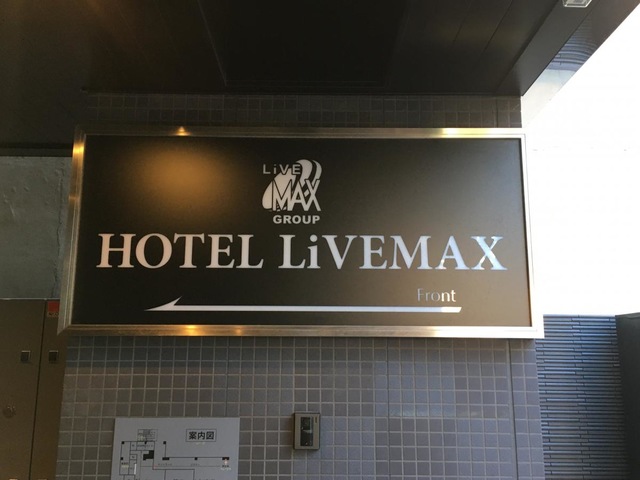 LiVE
MAX
GROUP
HOTEL LiVEMAX
Front
案内図